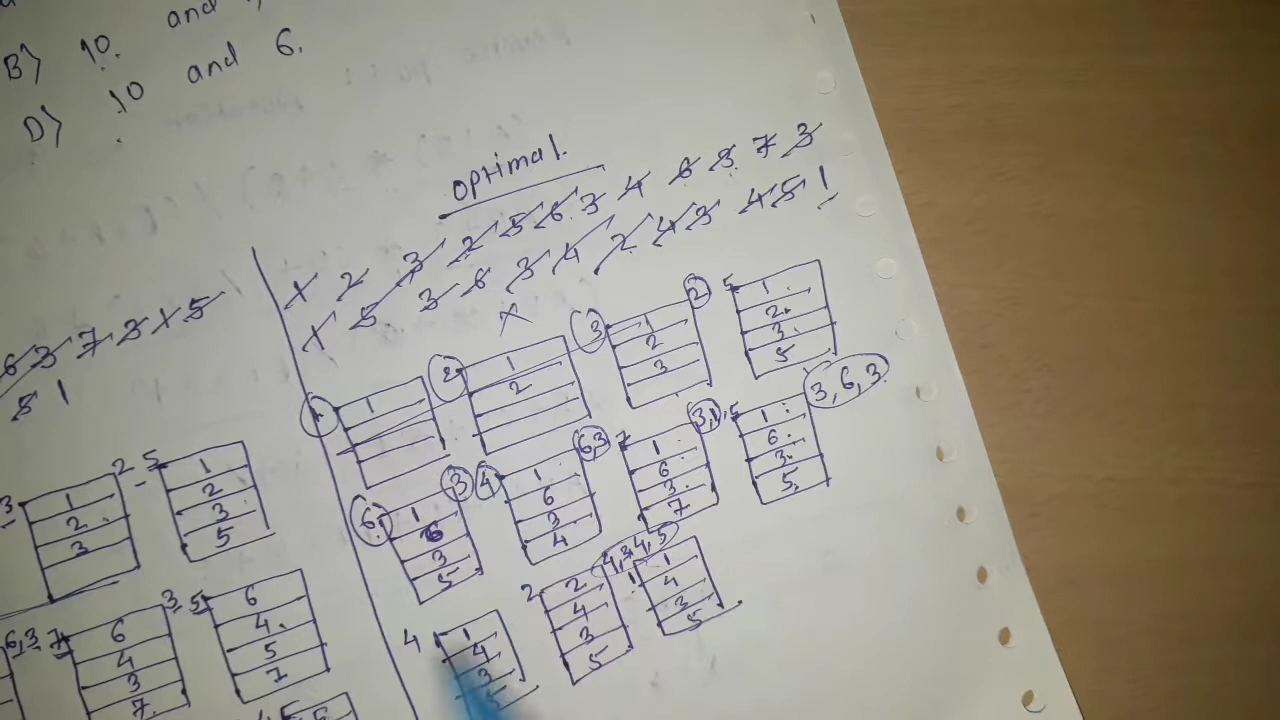 and
B) 10.
D) 10 and 6.
optimal.
1 2 3 2 5 6 3 4 6 3 7 3
1 5 3 6 3 4 2 4 3 4 5 1
6 3 7 3 1 5
5 1
1
1 2
3
1 2 3
2
5
1 2 3 5
6
1 6 3 5
3
4
1 6 3 4
6,3
7
1 6 3 7
3,1
5
1 6 3 5
3,6,3
4
1 4 3 5
2
2 4 3 5
4,3,4,5
1
1 4 3 5
3
1 2 3
2
5
1 2 3 5
6,3
7
6 4 3 7
3
5
6 4 5 7